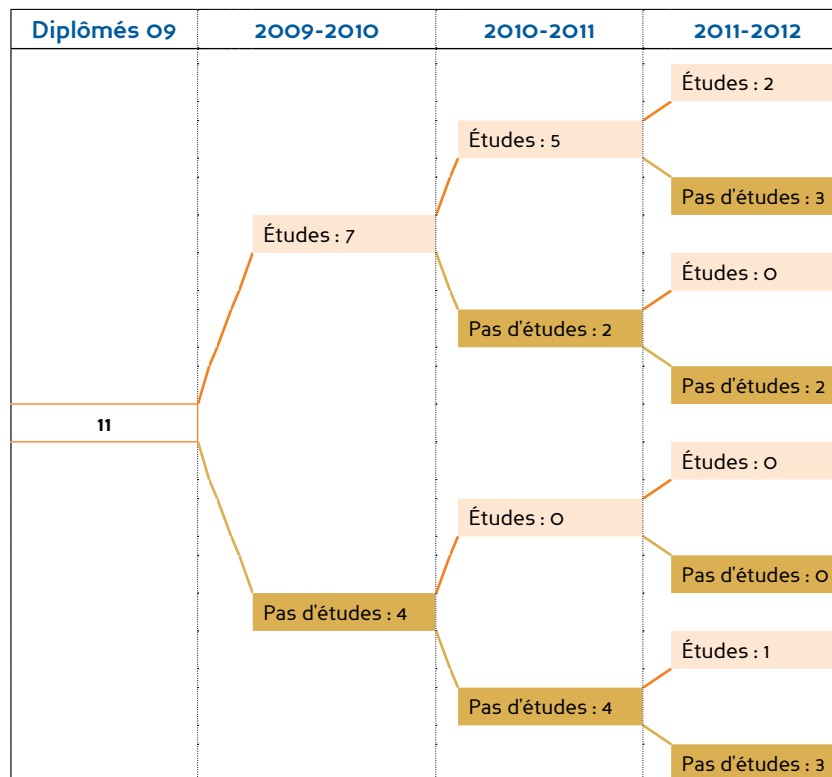 Diplômés 09 2009-2010 2010-2011 2011-2012
Études : 2
Études : 5
Pas d'études : 3
Études : 7
Études : 0
Pas d'études : 2
Pas d'études : 2
11
Études : 0
Études : 0
Pas d'études : 0
Pas d'études : 4
Études : 1
Pas d'études : 4
Pas d'études : 3